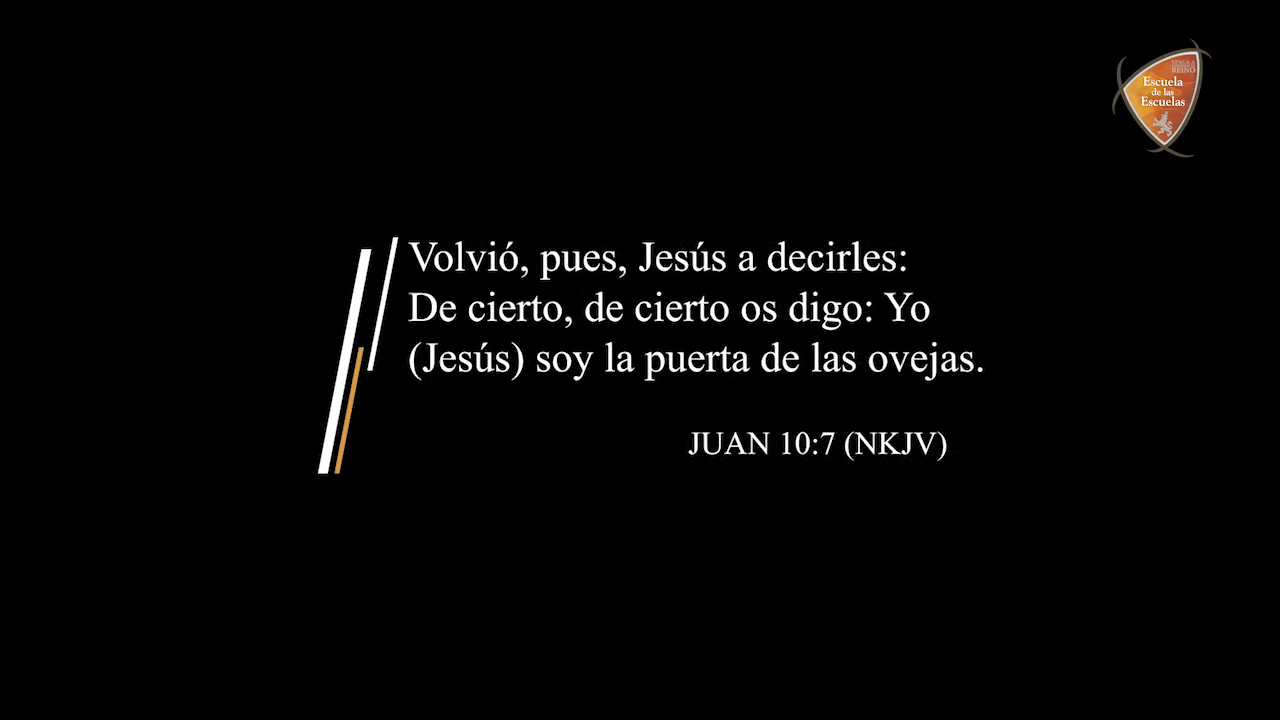 REINO
Escuela
de las
Escuelas
Volvió, pues, Jesús a decirles:
De cierto, de cierto os digo: Yo
(Jesús) soy la puerta de las ovejas.
JUAN 10:7 (NKJV)